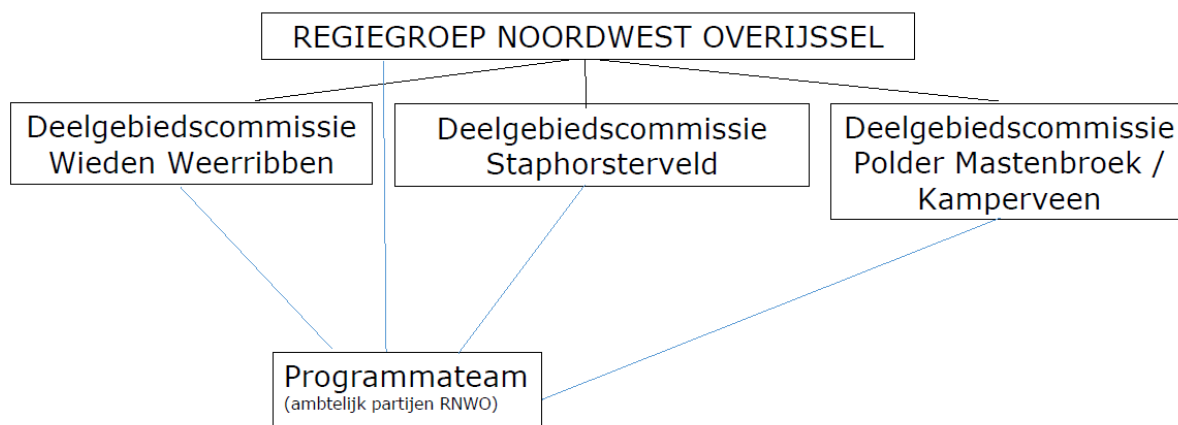 REGIEGROEP NOORDWEST OVERIJSSEL
Deelgebiedscommissie
Wieden Weerribben
Deelgebiedscommissie
Staphorsterveld
Deelgebiedscommissie
Polder Mastenbroek /
Kamperveen
Programmateam
(ambtelijk partijen RNWO)